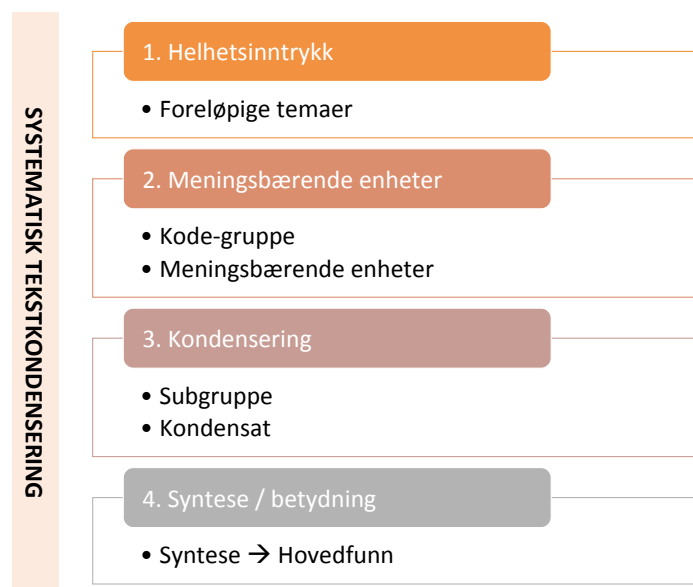 SYSTEMATISK TEKSTKONDENSERING
1. Helhetsinntrykk
• Foreløpige temaer
2. Meningsbærende enheter
• Kode-gruppe
• Meningsbærende enheter
3. Kondensering
• Subgruppe
• Kondensat
4. Syntese / betydning
• Syntese → Hovedfunn